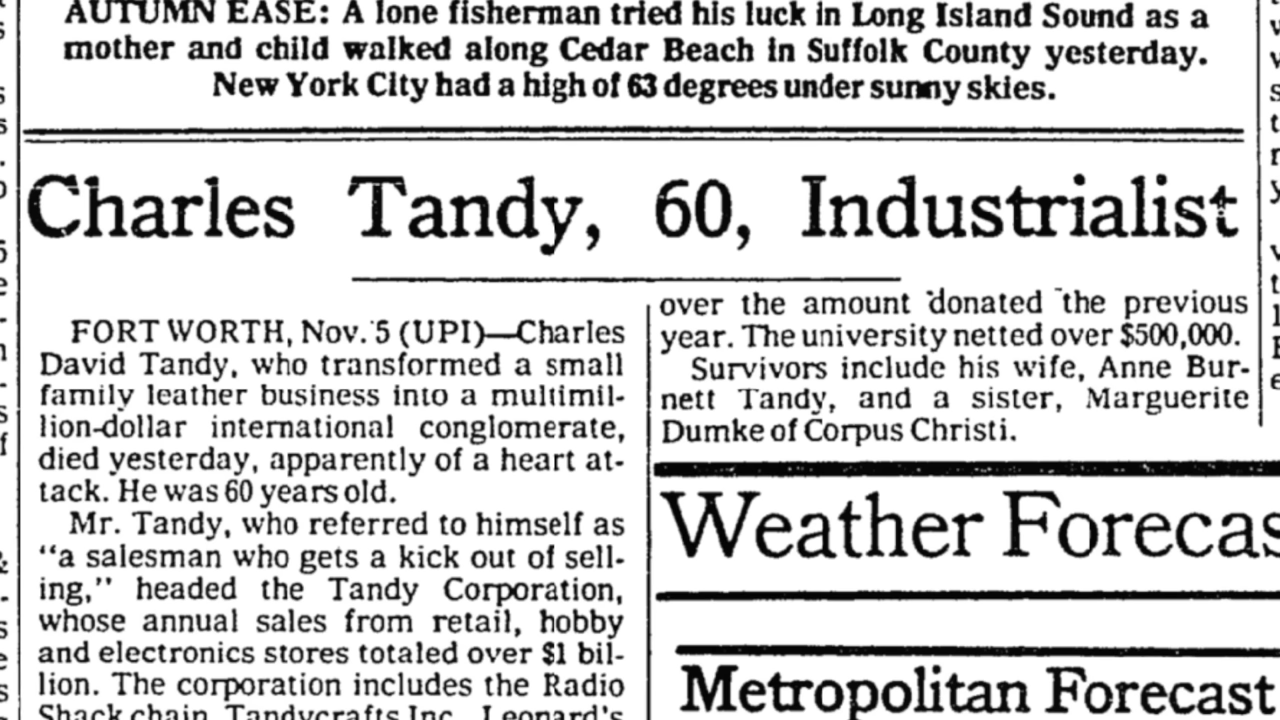 AUTUMN EASE: A lone fisherman tried his luck in Long Island Sound as a
mother and child walked along Cedar Beach in Suffolk County yesterday.
New York City had a high of 63 degrees under sunny skies.
Charles Tandy, 60, Industrialist
FORT WORTH, Nov. 5 (UPI)—Charles
David Tandy, who transformed a small
family leather business into a multimil-
lion-dollar international conglomerate,
died yesterday, apparently of a heart at-
tack. He was 60 years old.
Mr. Tandy, who referred to himself as
"a salesman who gets a kick out of sell-
ing," headed the Tandy Corporation,
whose annual sales from retail, hobby
and electronics stores totaled over $1 bil-
lion. The corporation includes the Radio
Shack chain, Tandycrafts Inc., Leonard's
over the amount donated the previous
year. The university netted over $500,000.
Survivors include his wife, Anne Bur-
nett Tandy, and a sister, Marguerite
Dumke of Corpus Christi.
Weather Forecas
Metropolitan Forecast